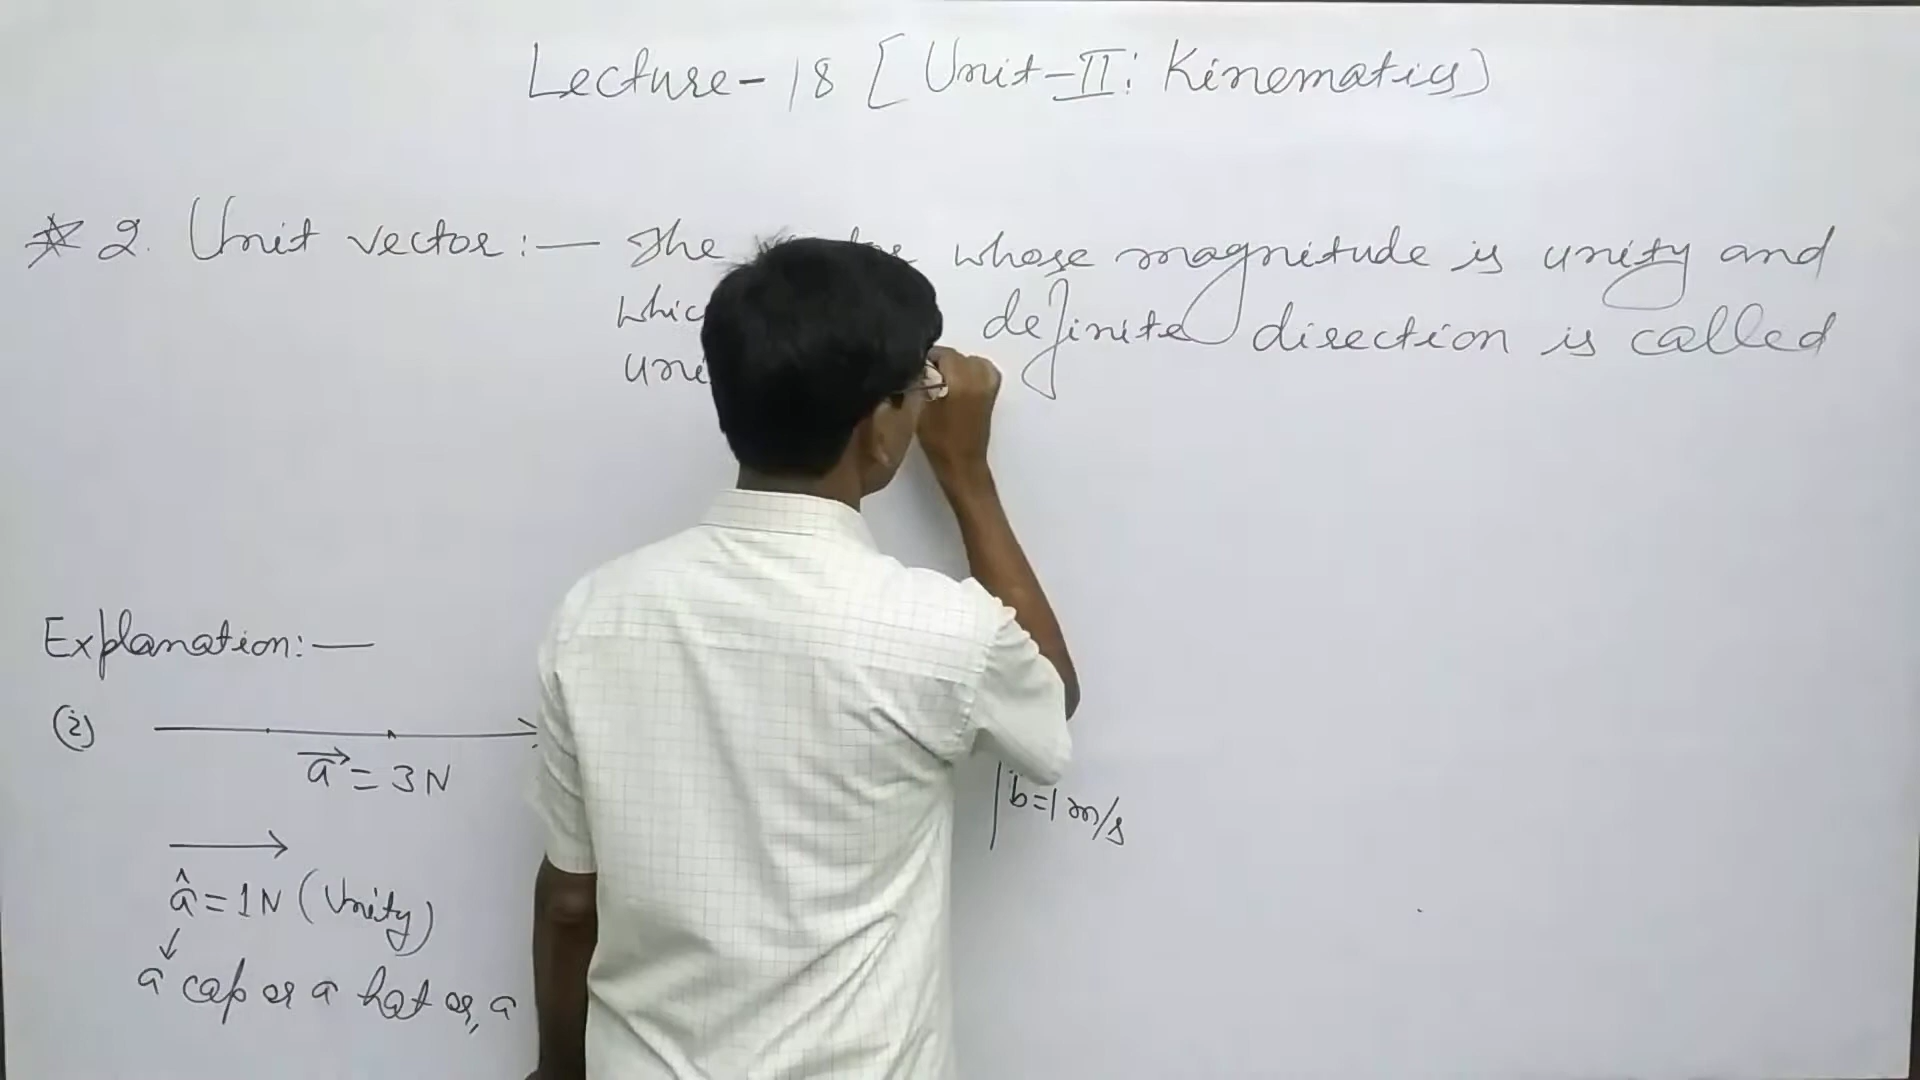 Lecture-18 [Unit-II: Kinematics)
* 2. Unit vector:— The whose magnitude is unity and
definite direction is called
Explanation:—
(i)
a⃗ = 3N
â = 1N (Unity)
↓
a cap or a hat or, a
b=1 m/s